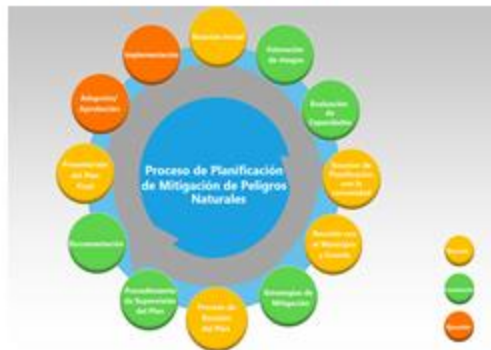 Proceso de Planificación
de Mitigación de Peligros
Naturales
Reunión Inicial
Estimación
de riesgos
Evaluación
de
Capacidades
Reunión de
Planificación
con la
comunidad
Reunión con
el Municipio
Estrategias de
Mitigación
Proceso de
Revisión
del Plan
Procedimiento
de Supervisión
del Plan
Documentación
Presentación
del Plan
Final
Adopción/
Aprobación
Implementación